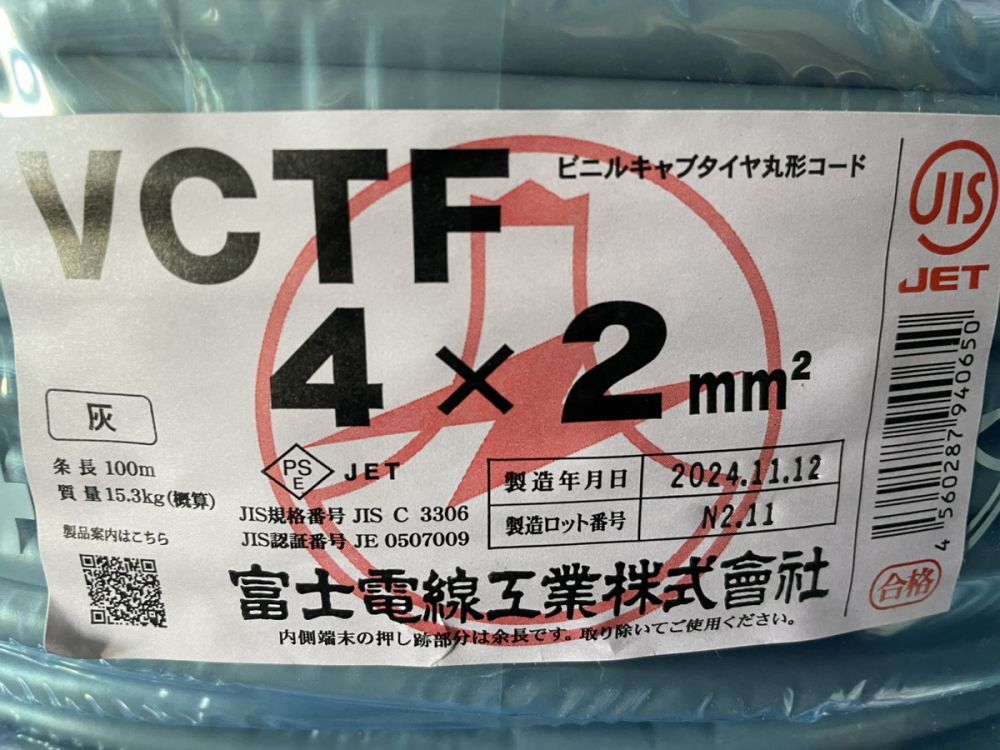 VCTF
ビニルキャブタイヤ丸形コード
4×2mm²
灰
条長 100m
質量 15.3kg(概算)
製品案内はこちら
PS
E
JET
JIS規格番号 JIS C 3306
JIS認証番号 JE 0507009
製造年月日 2024.11.12
製造ロット番号 N2.11
富士電線工業株式會社
内側端末の押し跡部分は余長です。取り除いてご使用ください。
JIS
JET
4 560287 940650
合格